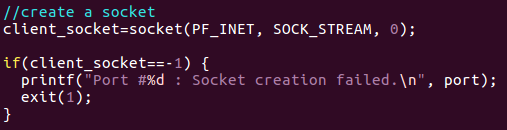 //create a socket
client_socket=socket(PF_INET, SOCK_STREAM, 0);
if(client_socket==-1) {
printf("Port #%d : Socket creation failed.\n", port);
exit(1);
}